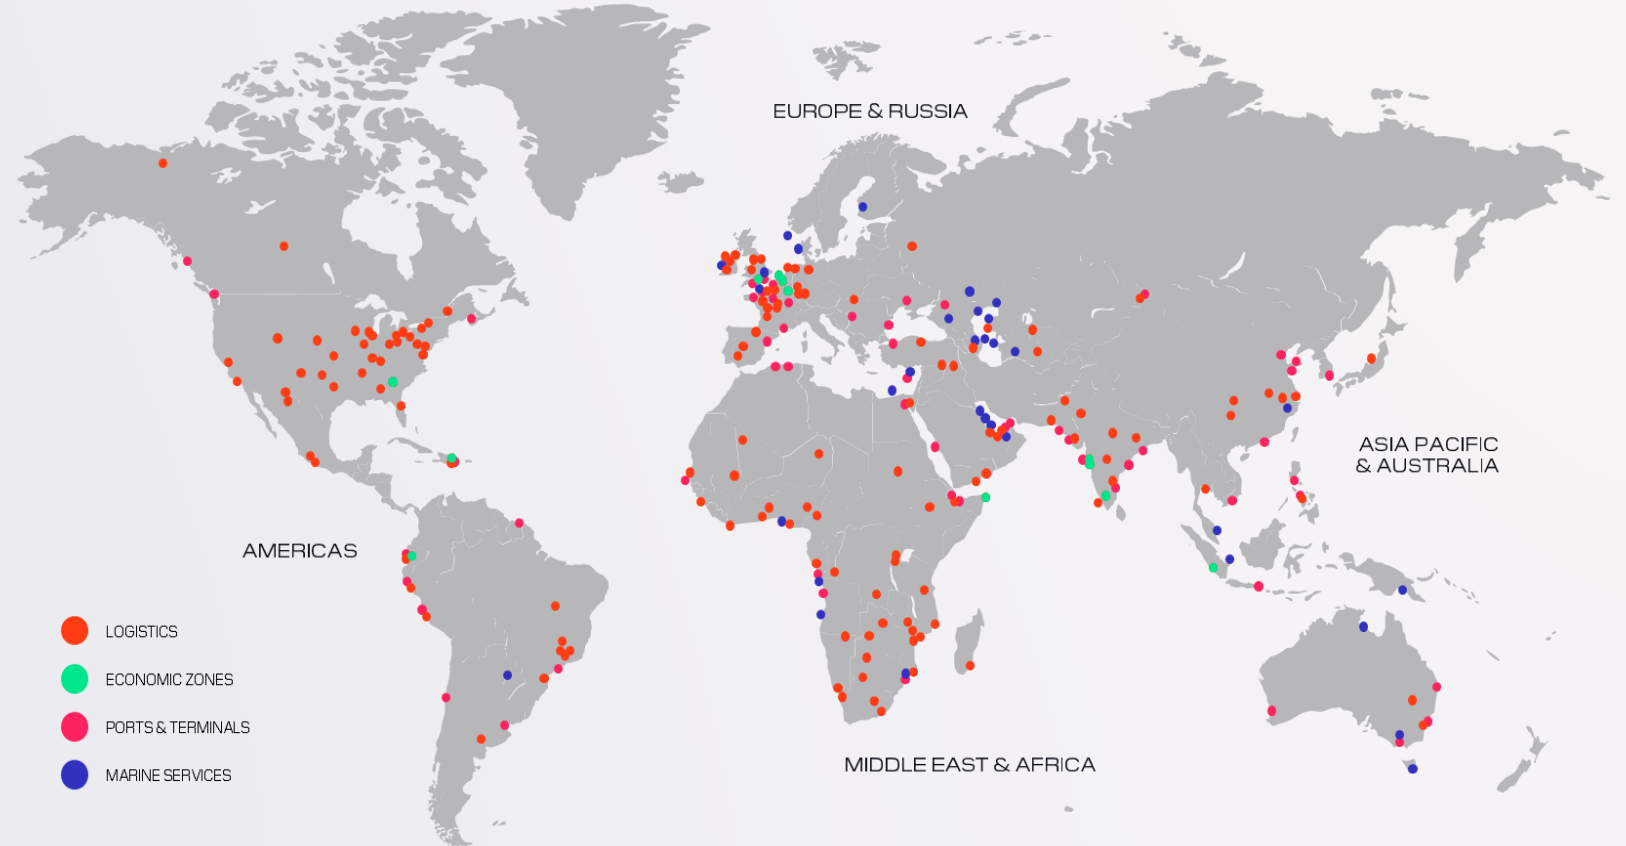 EUROPE & RUSSIA
ASIA PACIFIC
& AUSTRALIA
AMERICAS
MIDDLE EAST & AFRICA
LOGISTICS
ECONOMIC ZONES
PORTS & TERMINALS
MARINE SERVICES